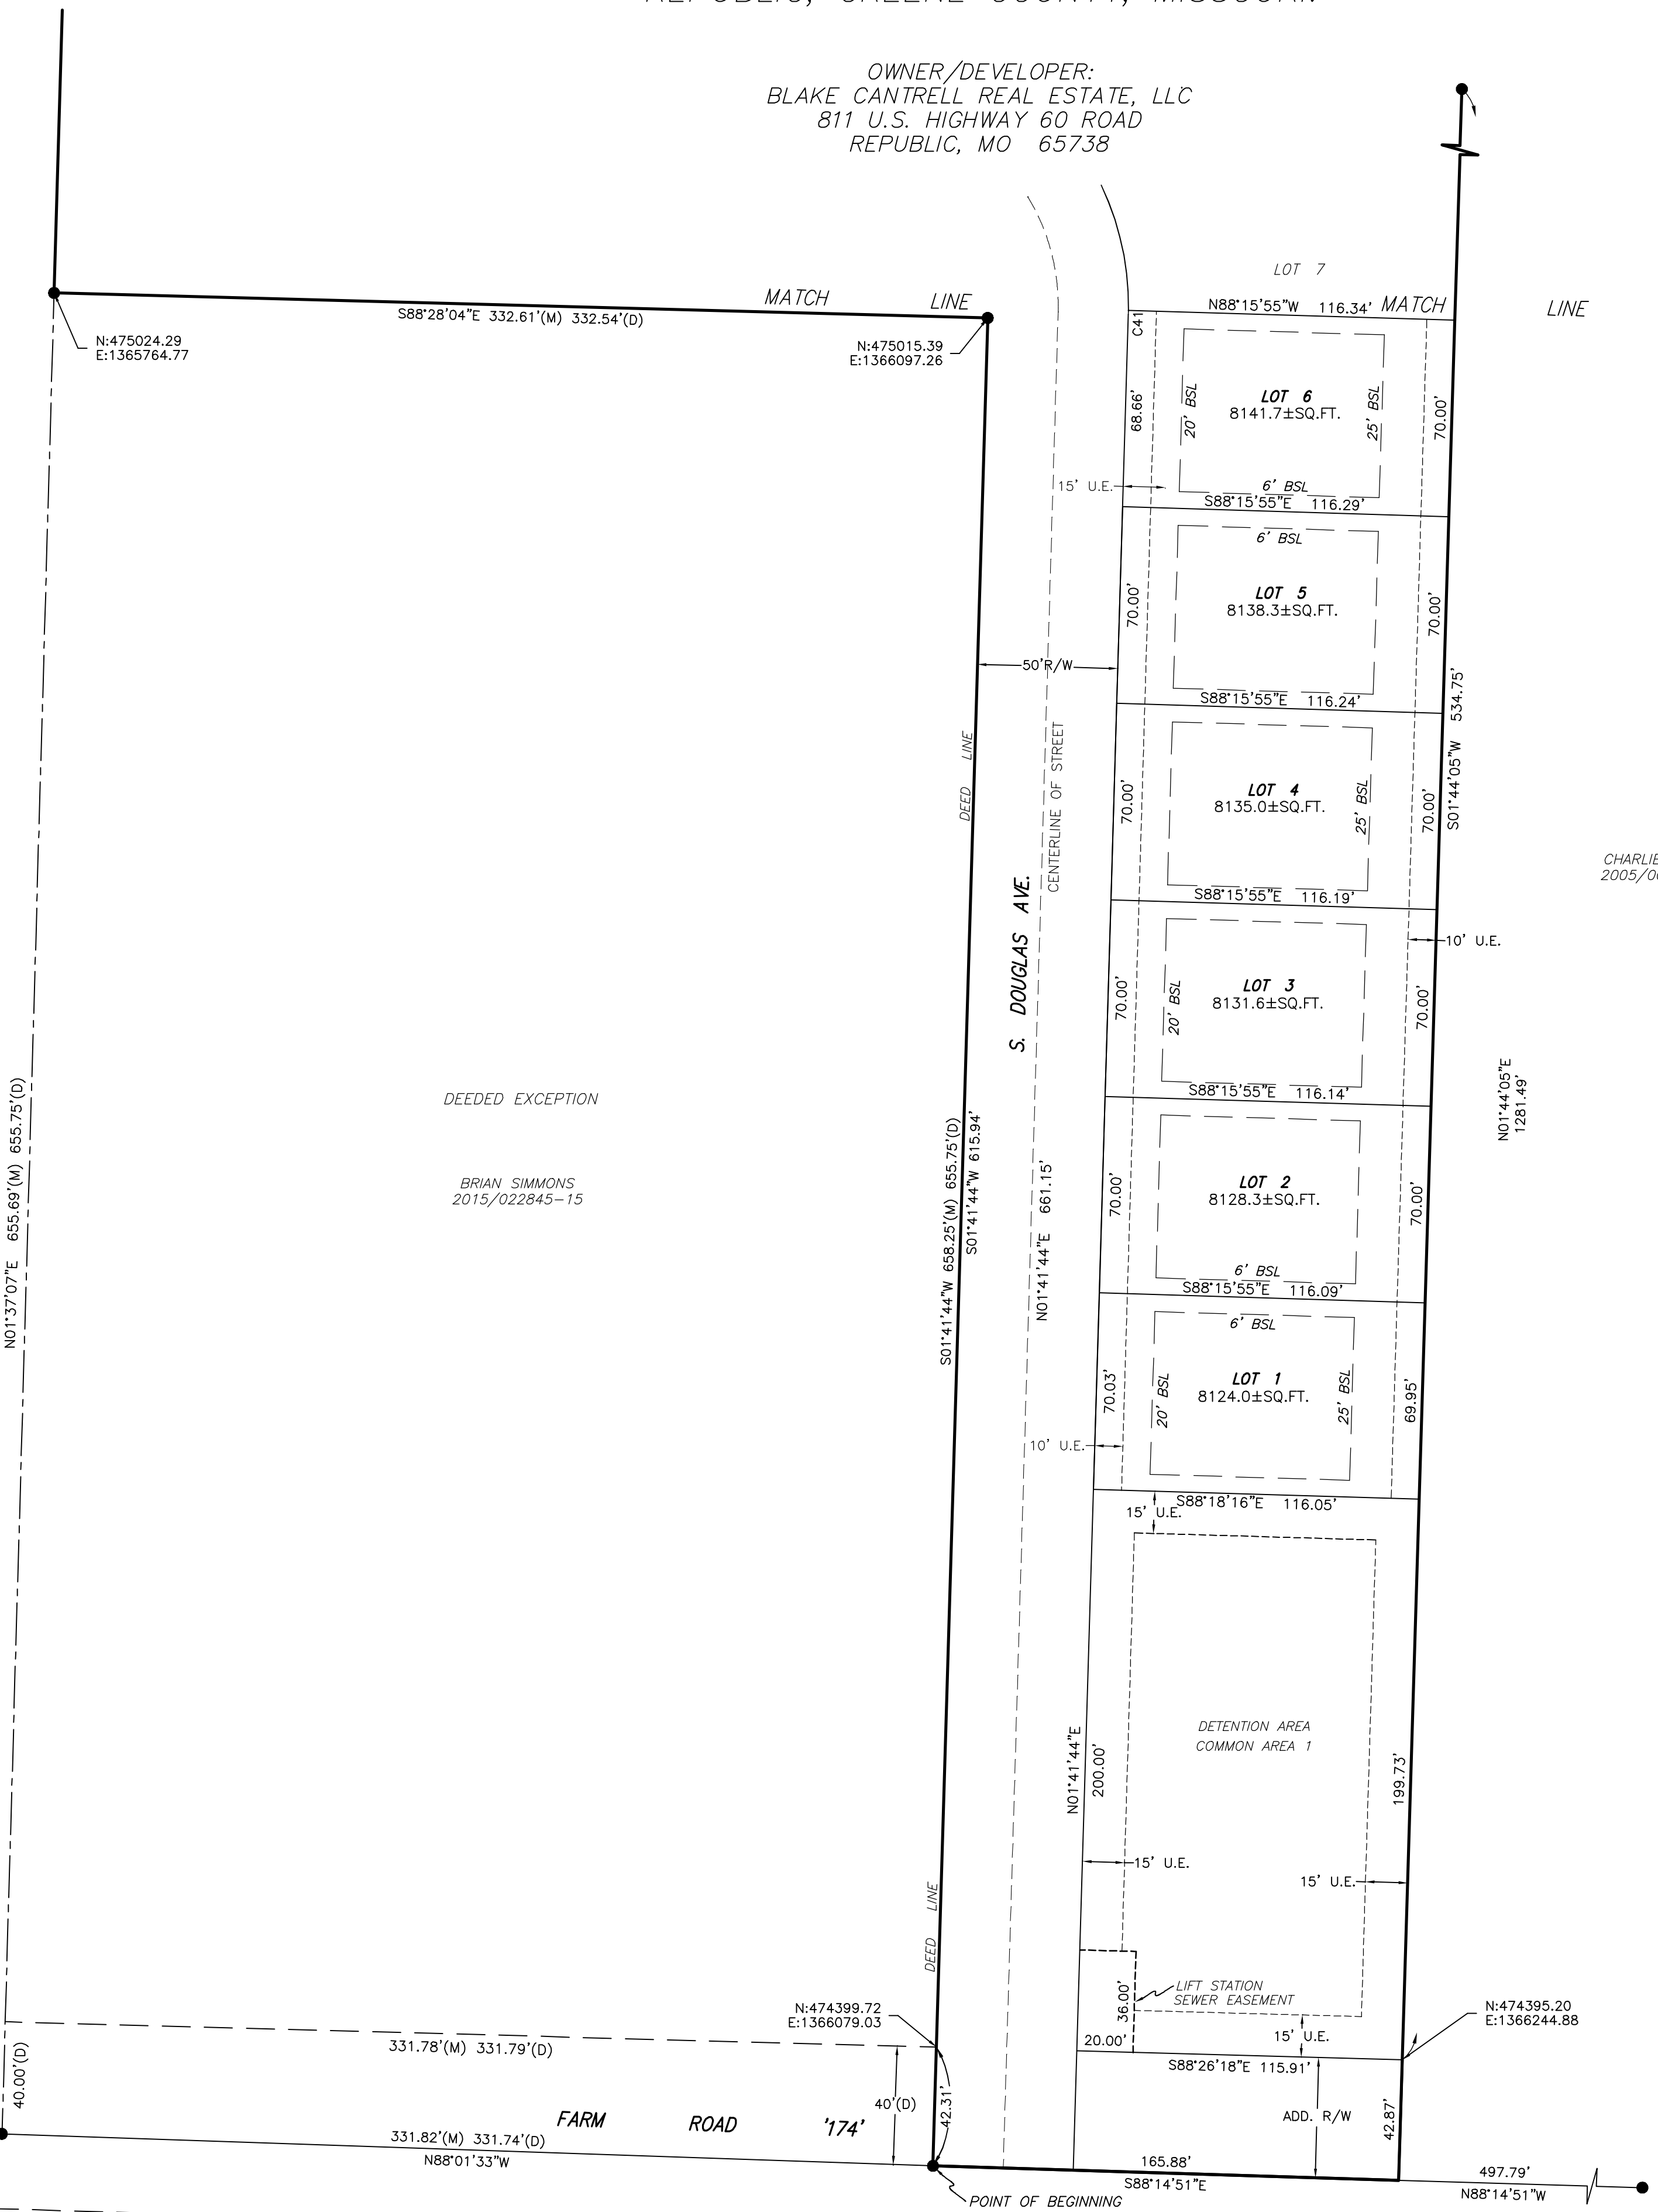 REPUBLIC, GREENE COUNTY, MISSOURI
OWNER/DEVELOPER:
BLAKE CANTRELL REAL ESTATE, LLC
811 U.S. HIGHWAY 60 ROAD
REPUBLIC, MO 65738
LOT 7
MATCH LINE
N88°15'55"W 116.34'
MATCH LINE
S88°28'04"E 332.61'(M) 332.54'(D)
N:475024.29
E:1365764.77
N:475015.39
E:1366097.26
C41
68.66'
20' BSL
LOT 6
8141.7±SQ.FT.
25' BSL
70.00'
15' U.E.
6' BSL
S88°15'55"E 116.29'
6' BSL
70.00'
LOT 5
8138.3±SQ.FT.
70.00'
50'R/W
S88°15'55"E 116.24'
S01°44'05"W 534.75'
DEED LINE
CENTERLINE OF STREET
70.00'
LOT 4
8135.0±SQ.FT.
25' BSL
70.00'
CHARLIE
2005/0
S88°15'55"E 116.19'
S. DOUGLAS AVE.
10' U.E.
70.00'
20' BSL
LOT 3
8131.6±SQ.FT.
70.00'
S88°15'55"E 116.14'
N01°44'05"E
1281.49'
DEEDED EXCEPTION
BRIAN SIMMONS
2015/022845-15
N01°37'07"E 655.69'(M) 655.75'(D)
S01°41'44"W 658.25'(M) 655.75'(D)
S01°41'44"W 615.94'
N01°41'44"E 661.15'
70.00'
LOT 2
8128.3±SQ.FT.
70.00'
6' BSL
S88°15'55"E 116.09'
6' BSL
70.03'
20' BSL
LOT 1
8124.0±SQ.FT.
25' BSL
69.95'
10' U.E.
S88°18'16"E 116.05'
15' U.E.
DETENTION AREA
COMMON AREA 1
N01°41'44"E
200.00'
199.73'
15' U.E.
15' U.E.
DEED LINE
LIFT STATION
SEWER EASEMENT
36.00'
20.00'
15' U.E.
N:474399.72
E:1366079.03
N:474395.20
E:1366244.88
331.78'(M) 331.79'(D)
S88°26'18"E 115.91'
40.00'(D)
40'(D)
42.31'
ADD. R/W
42.87'
FARM ROAD '174'
331.82'(M) 331.74'(D)
N88°01'33"W
165.88'
S88°14'51"E
497.79'
N88°14'51"W
POINT OF BEGINNING